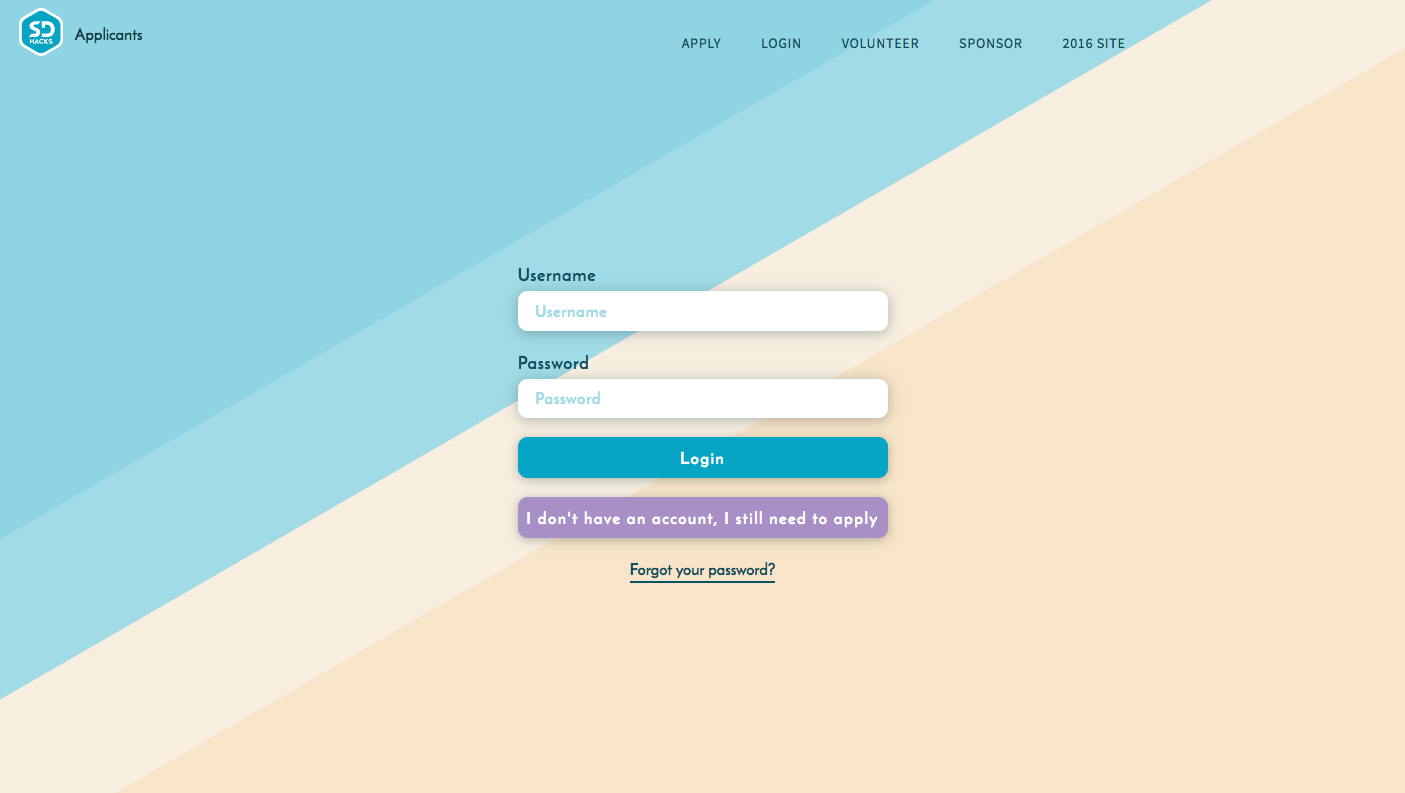 SD
HACKS
Applicants
APPLY LOGIN VOLUNTEER SPONSOR 2016 SITE
Username
Username
Password
Password
Login
I don't have an account, I still need to apply
Forgot your password?